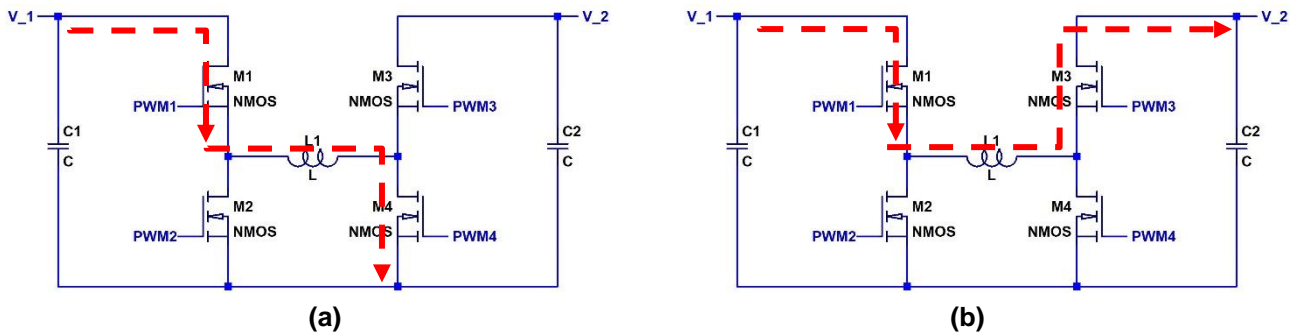 V_1 V_2 V_1 V_2
M1 M3 M1 M3
PWM1 NMOS NMOS PWM3 PWM1 NMOS NMOS PWM3
C1 L1 C2 C1 L1 C2
C L C C L C
M2 M4 M2 M4
PWM2 NMOS NMOS PWM4 PWM2 NMOS NMOS PWM4
(a) (b)